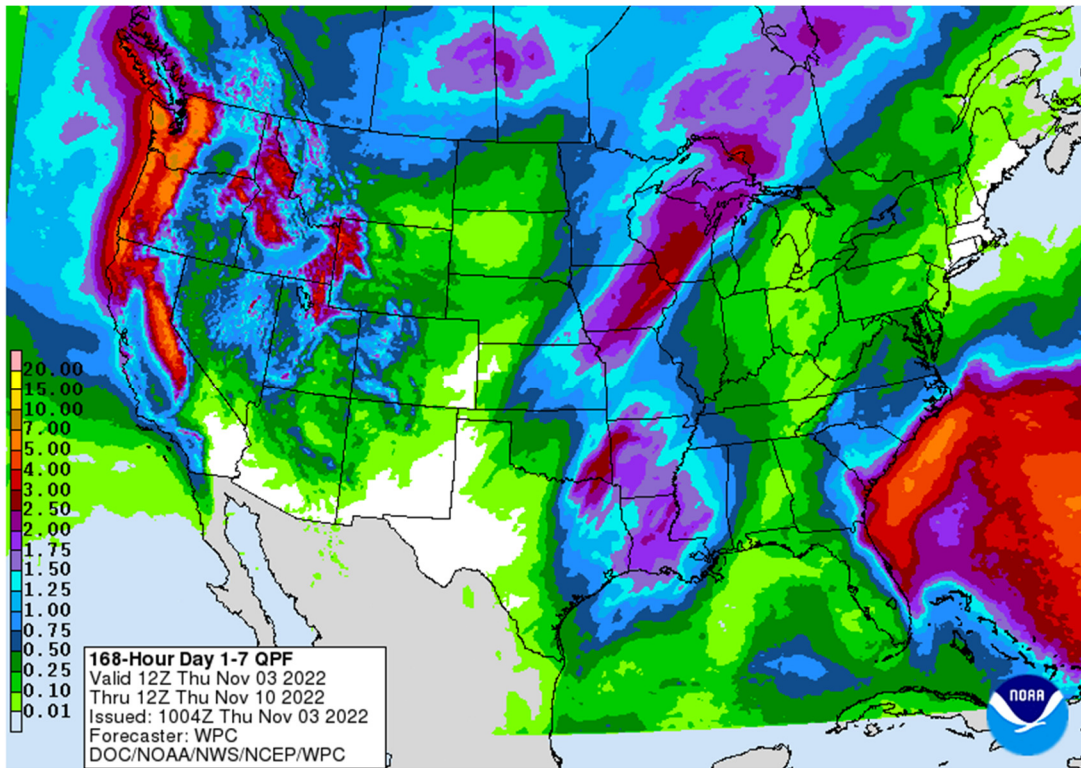 20.00
15.00
10.00
7.00
5.00
4.00
3.00
2.50
2.00
1.75
1.50
1.25
1.00
0.75
0.50
0.25
0.10
0.01
168-Hour Day 1-7 QPF
Valid 12Z Thu Nov 03 2022
Thru 12Z Thu Nov 10 2022
Issued: 1004Z Thu Nov 03 2022
Forecaster: WPC
DOC/NOAA/NWS/NCEP/WPC
NOAA